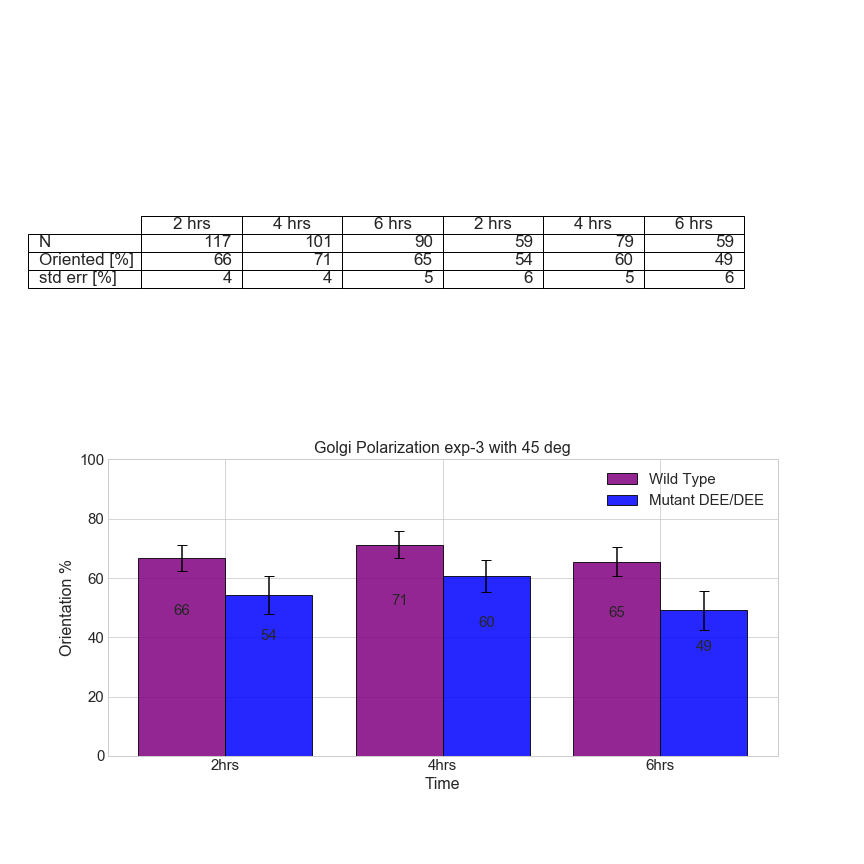 2 hrs 4 hrs 6 hrs 2 hrs 4 hrs 6 hrs
N 117 101 90 59 79 59
Oriented [%] 66 71 65 54 60 49
std err [%] 4 4 5 6 5 6
Golgi Polarization exp-3 with 45 deg
100
80
60
40
20
0
Orientation %
Wild Type
Mutant DEE/DEE
66
54
71
60
65
49
2hrs 4hrs 6hrs
Time